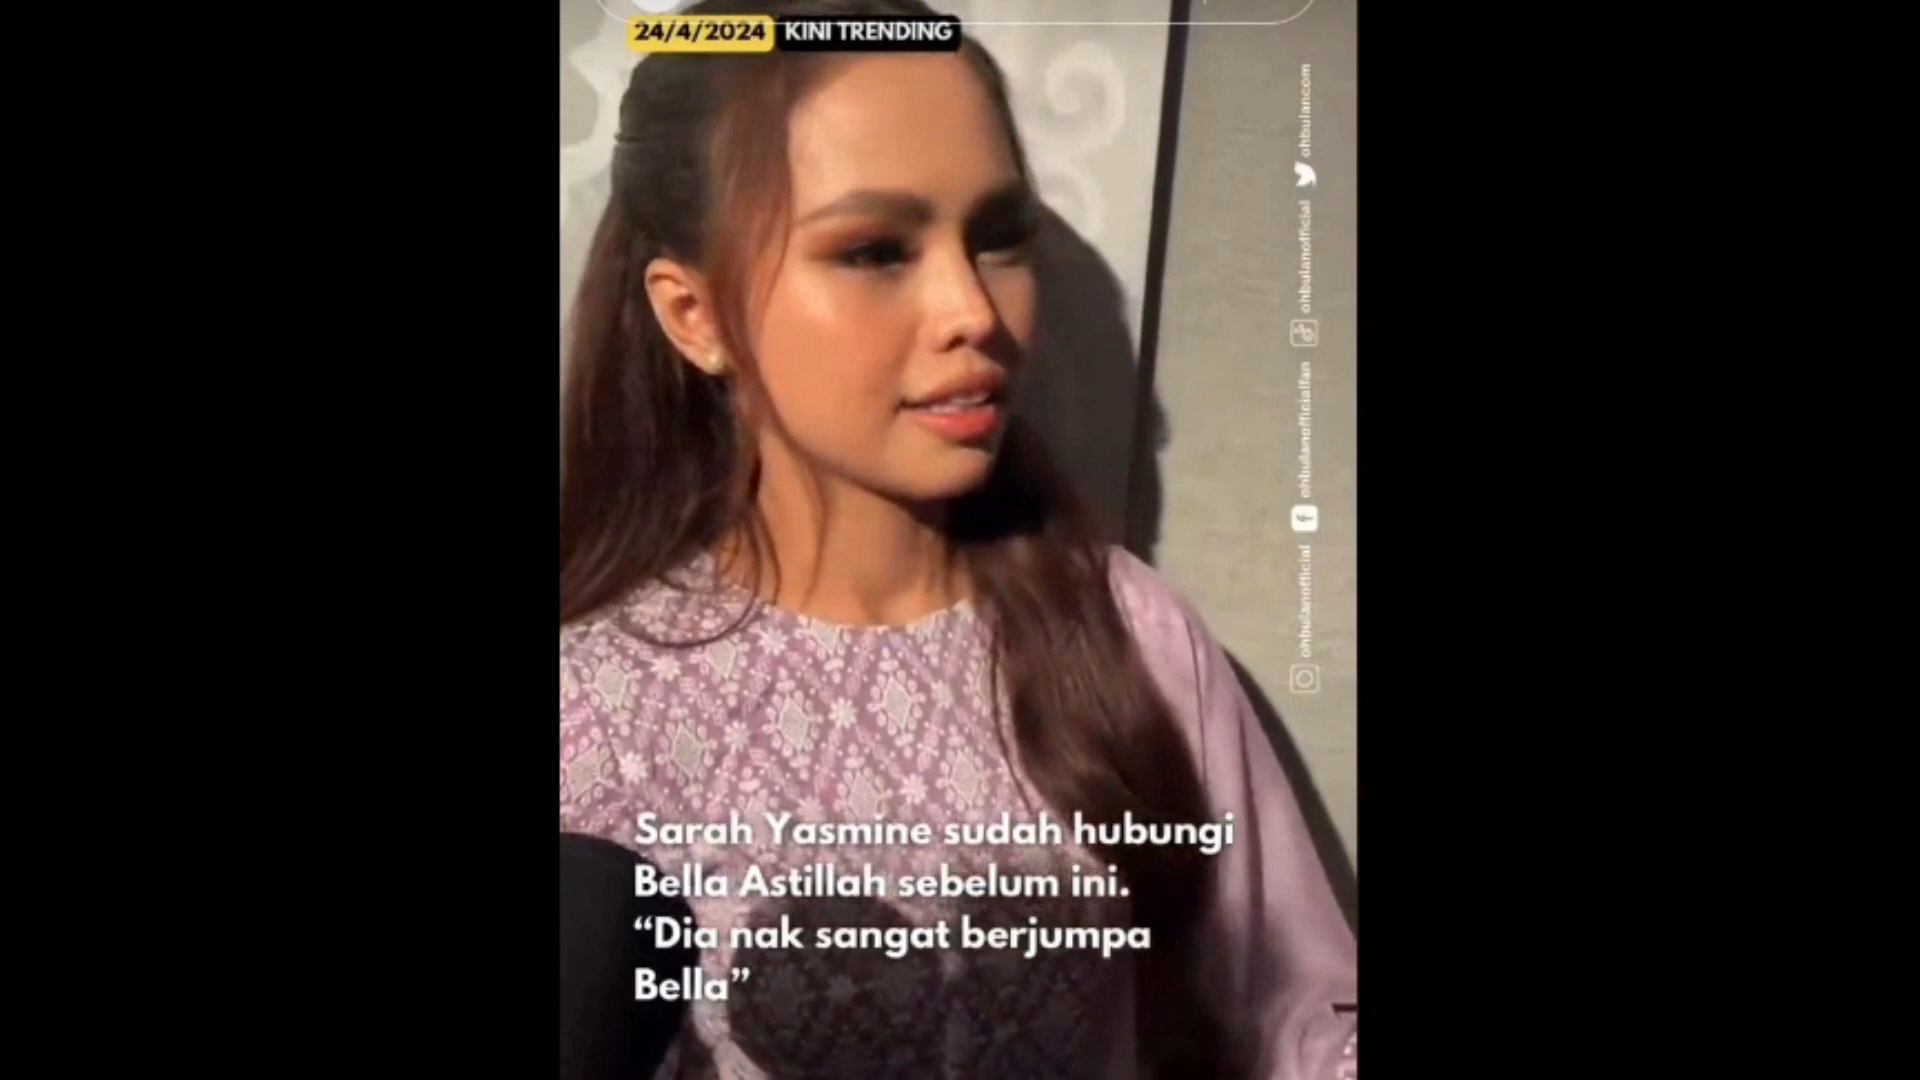 24/4/2024 KINI TRENDING
ohbulancom
ohbulanofficial
ohbulanofficialfan
ohbulanofficial
Sarah Yasmine sudah hubungi
Bella Astillah sebelum ini.
“Dia nak sangat berjumpa
Bella”